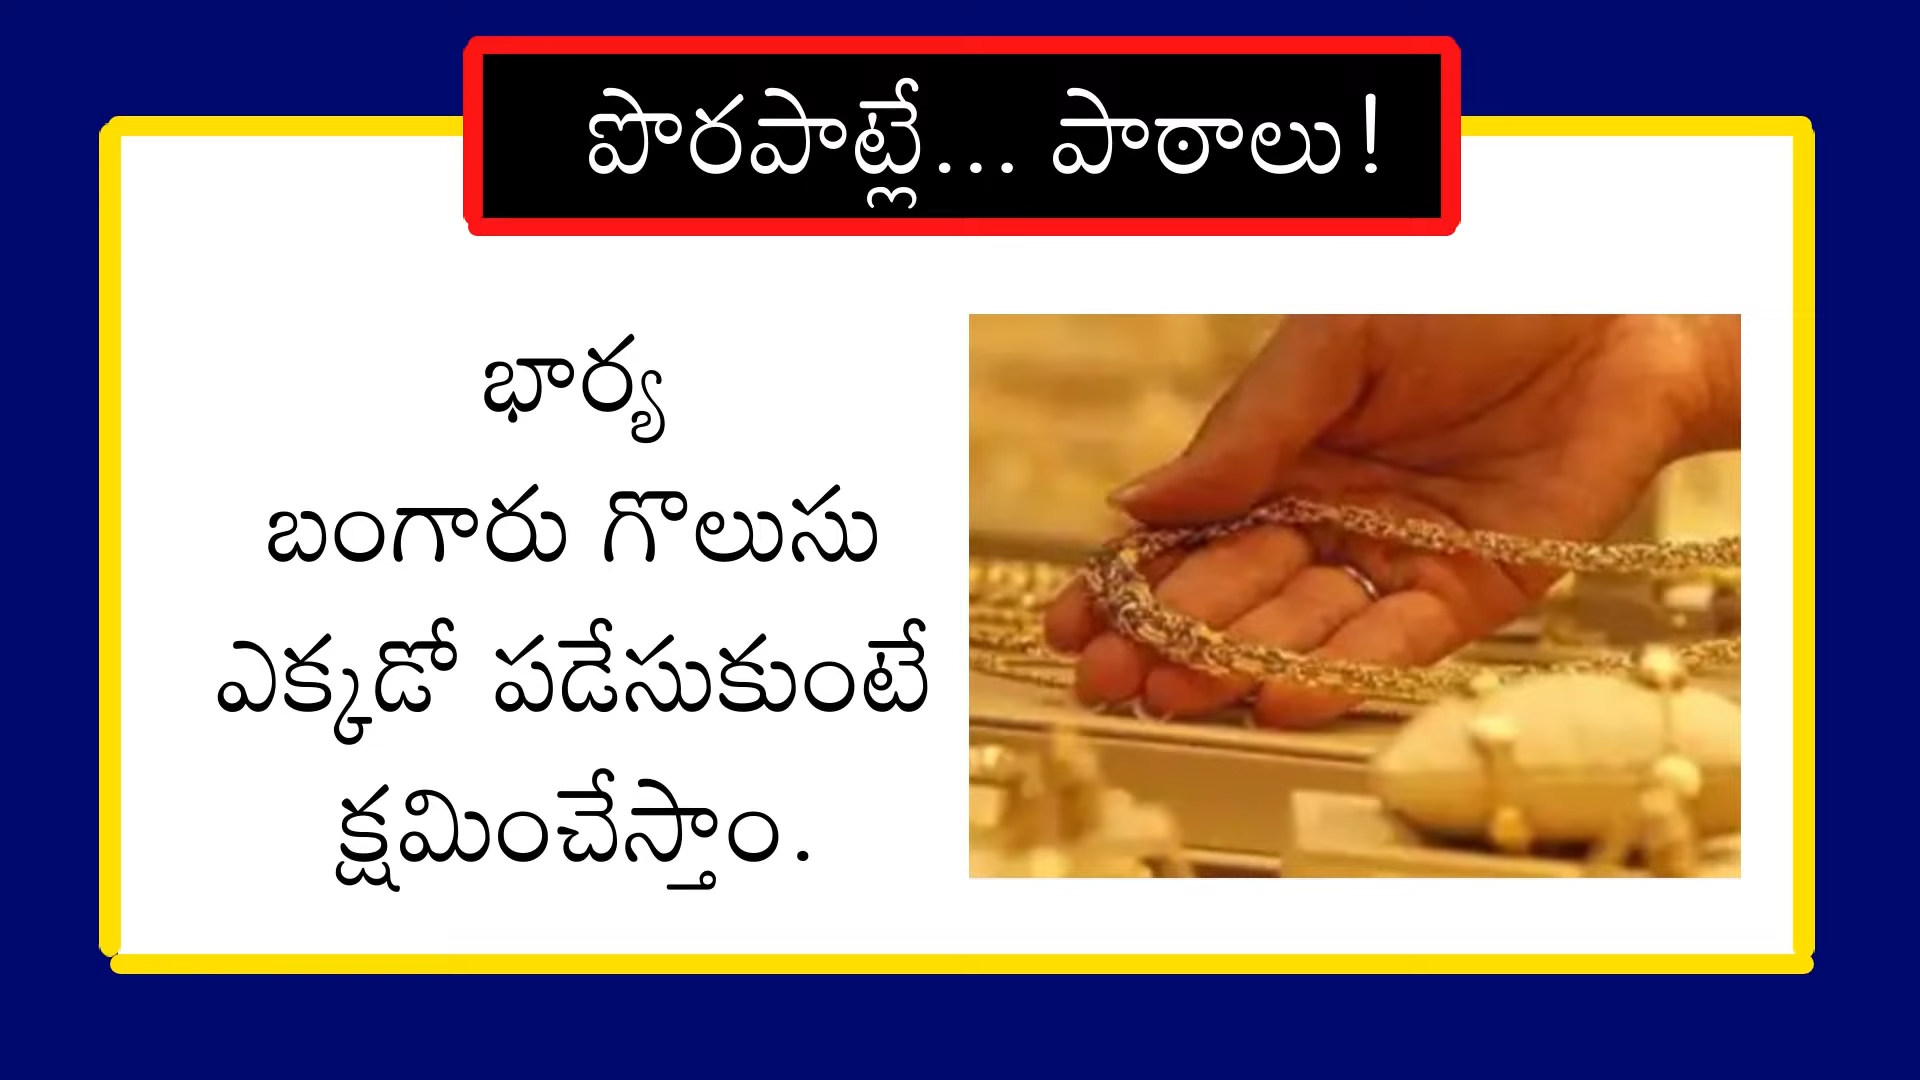 పొరపాట్లే... పాఠాలు!
భార్య
బంగారు గొలుసు
ఎక్కడో పడేసుకుంటే
క్షమించేస్తాం.